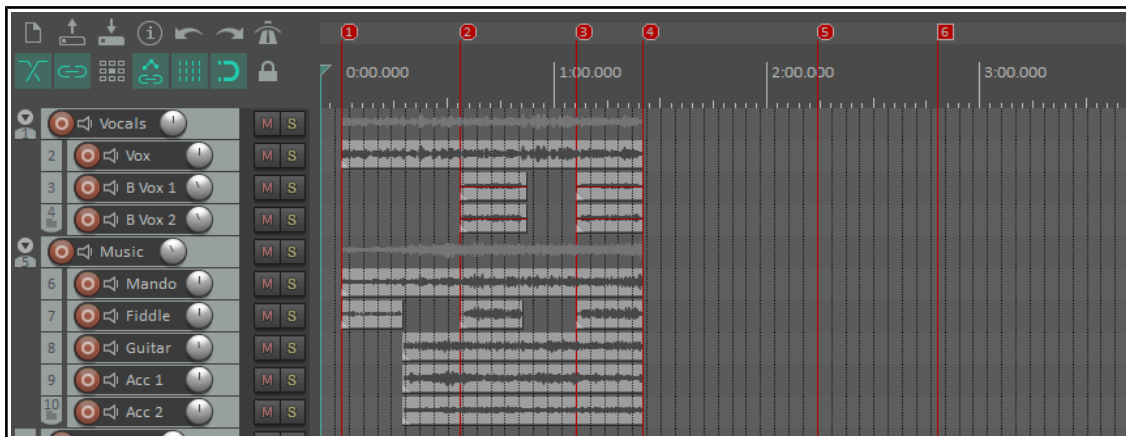 1 2 3 4 5 6
0:00.000 1:00.000 2:00.000 3:00.000
1 Vocals M S
2 Vox M S
3 B Vox 1 M S
4 B Vox 2 M S
5 Music M S
6 Mando M S
7 Fiddle M S
8 Guitar M S
9 Acc 1 M S
10 Acc 2 M S